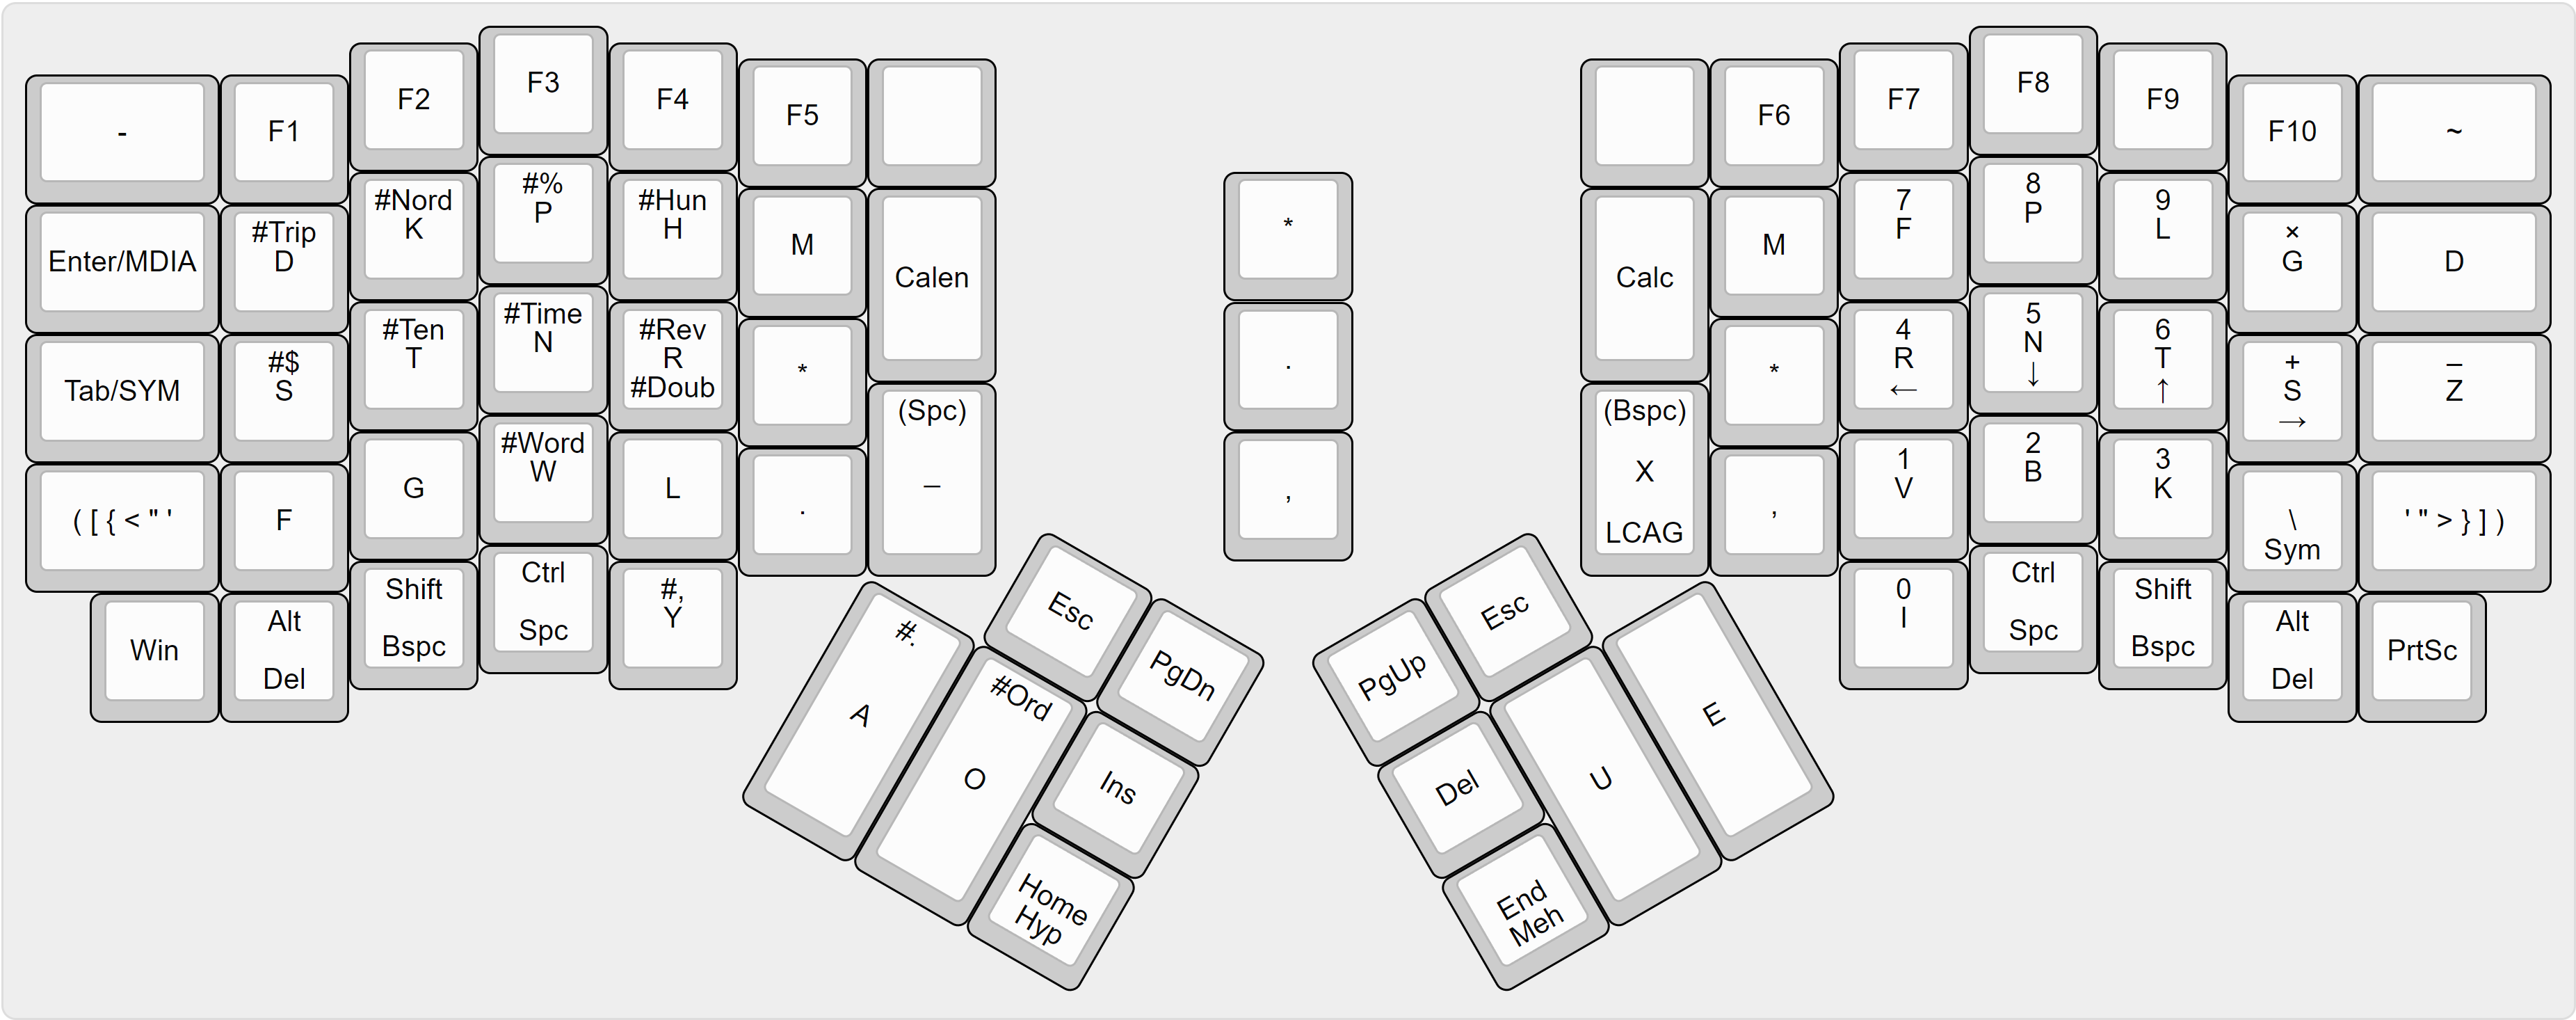 -
F1
F2
F3
F4
F5
F6
F7
F8
F9
F10
~
Enter/MDIA
#Trip
D
#Nord
K
#%
P
#Hun
H
M
Calen
*
Calc
M
7
F
8
P
9
L
×
G
D
Tab/SYM
#$
S
#Ten
T
#Time
N
#Rev
R
#Doub
*
.
*
4
R
←
5
N
↓
6
T
↑
+
S
→
–
Z
( [ { < " '
F
G
#Word
W
L
.
(Spc)
–
,
(Bspc)
X
LCAG
,
1
V
2
B
3
K
\
Sym
' " > } ] )
Win
Alt
Del
Shift
Bspc
Ctrl
Spc
#,
Y
0
I
Ctrl
Spc
Shift
Bspc
Alt
Del
PrtSc
#.
A
#Ord
O
Esc
PgDn
Ins
Home
Hyp
PgUp
Esc
Del
End
Meh
U
E